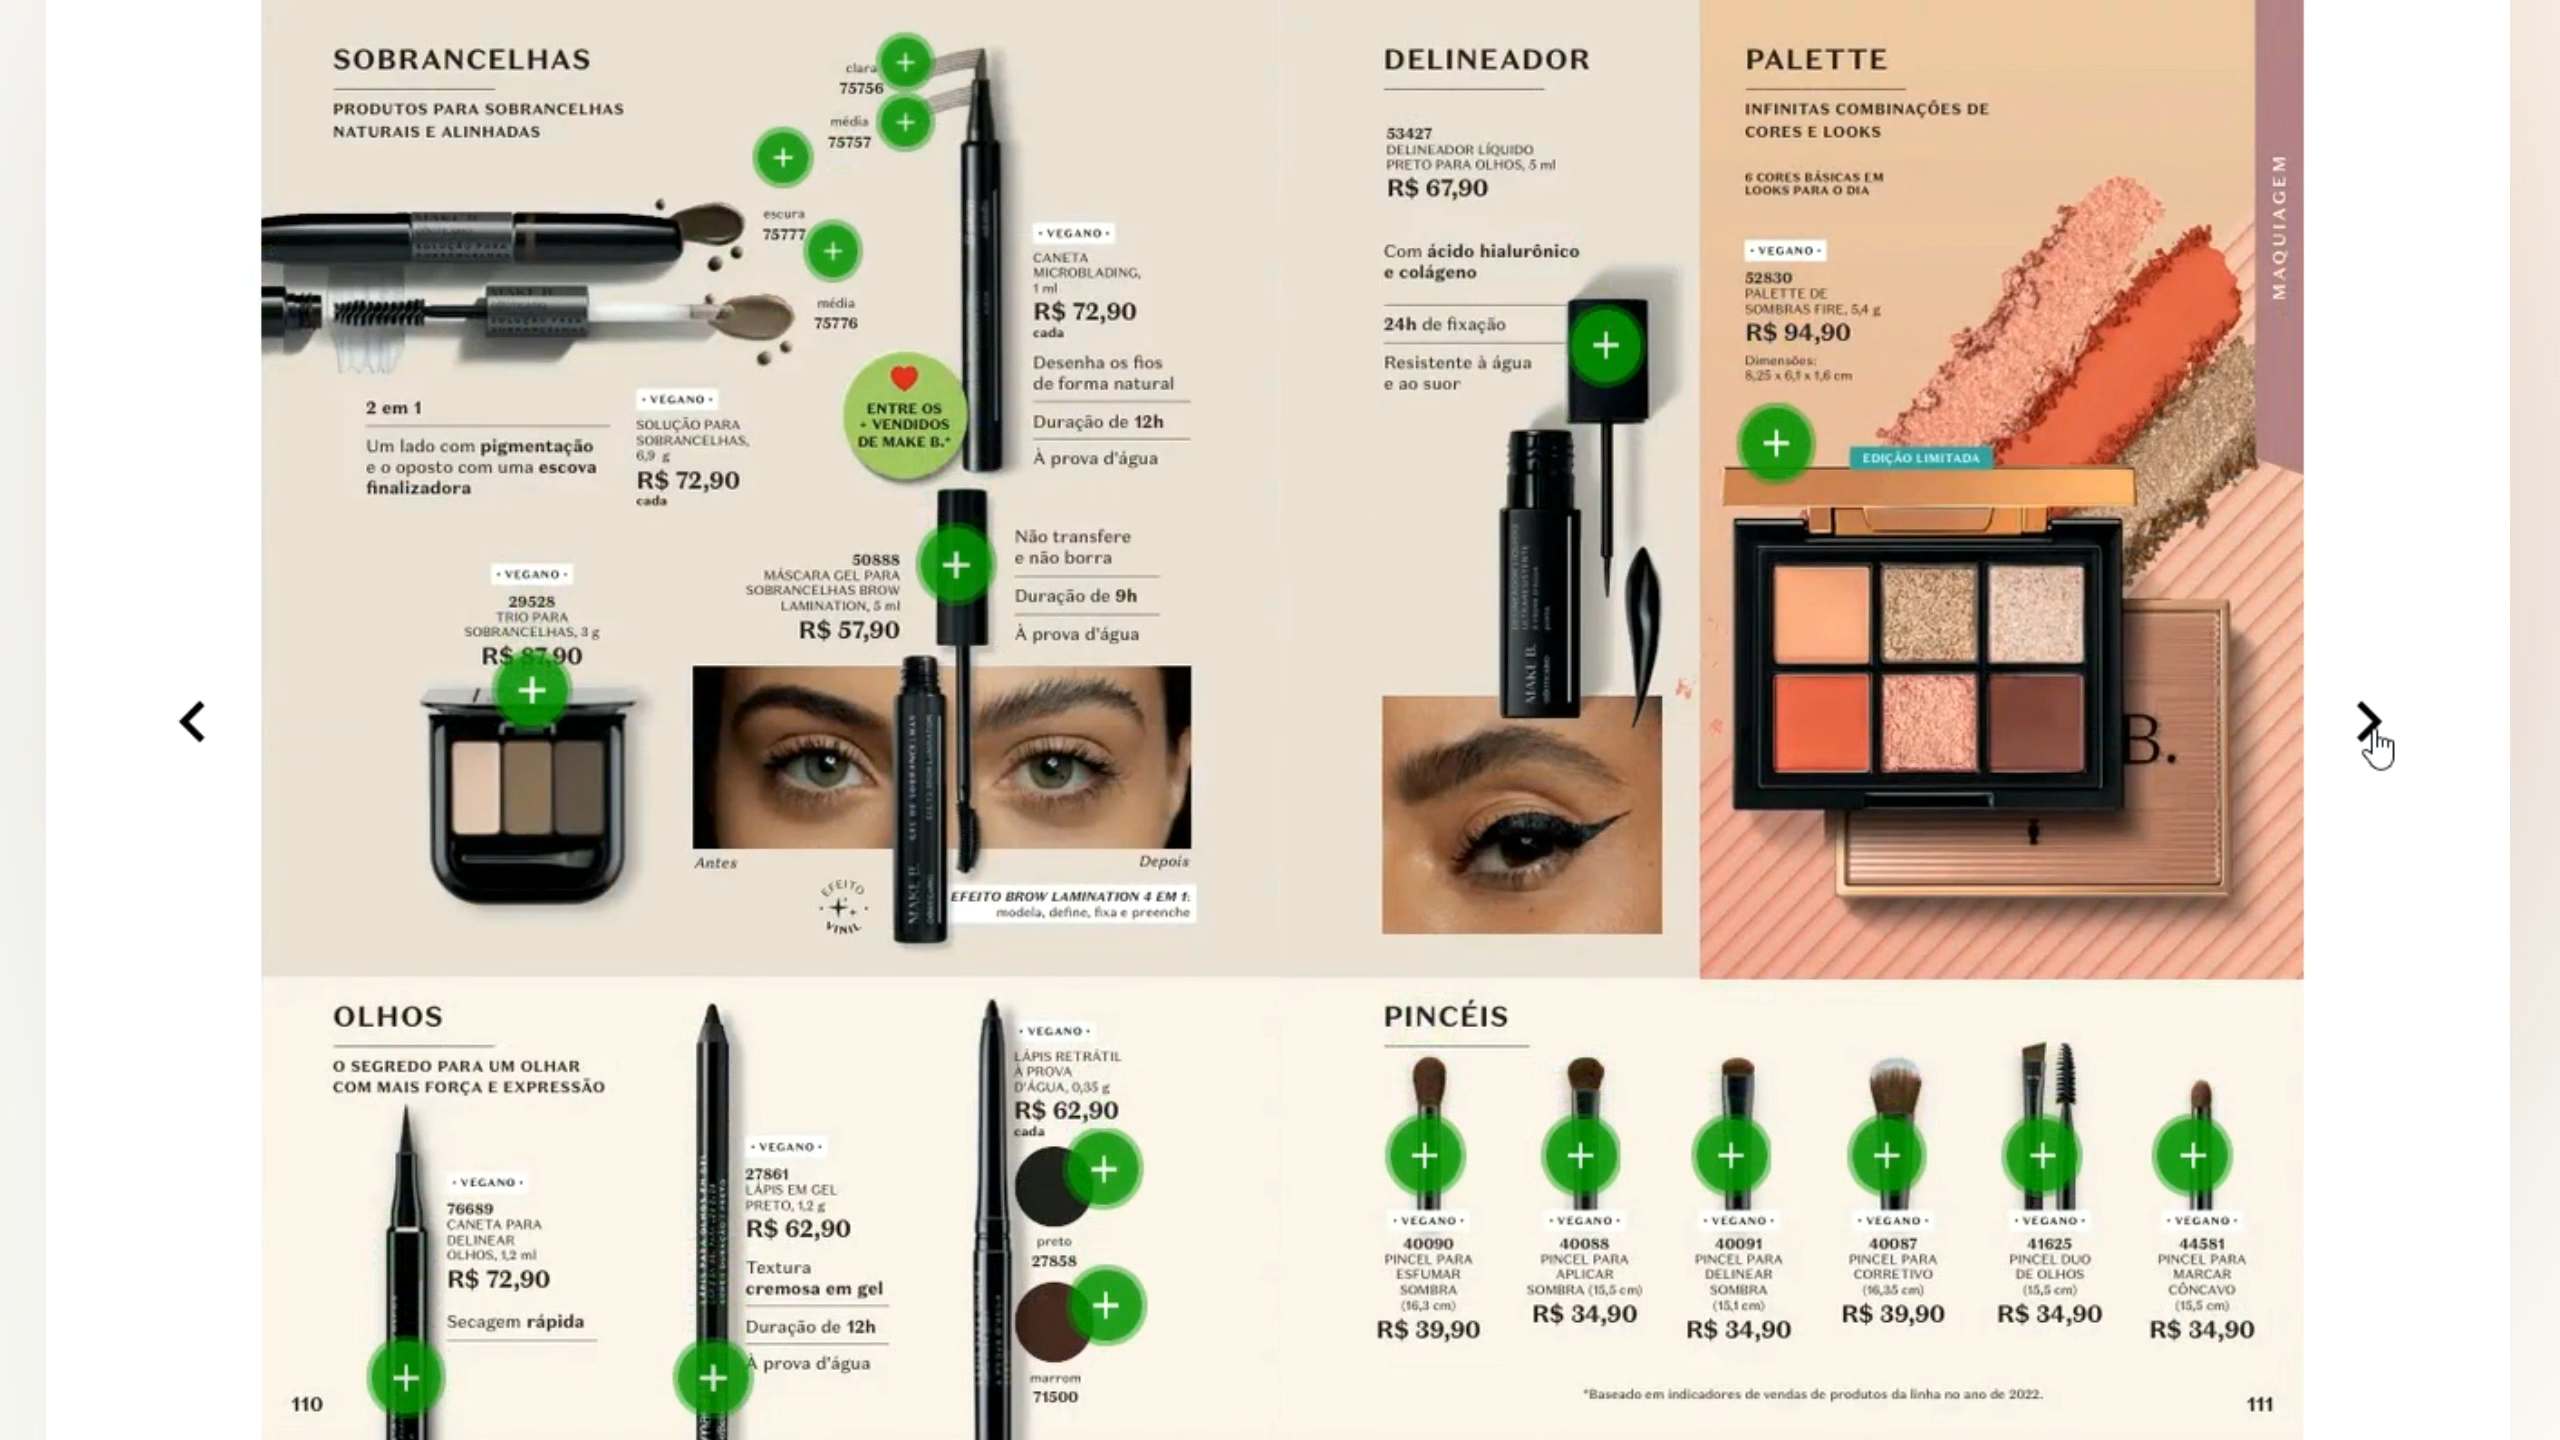 SOBRANCELHAS
PRODUTOS PARA SOBRANCELHAS
NATURAIS E ALINHADAS
clara
75756
média
75757
escura
75777
média
75776
2 em 1
Um lado com pigmentação
e o oposto com uma escova
finalizadora
• VEGANO •
SOLUÇÃO PARA
SOBRANCELHAS,
6,9 g
R$ 72,90
cada
ENTRE OS
+ VENDIDOS
DE MAKE B.*
• VEGANO •
CANETA
MICROBLADING,
1 ml
R$ 72,90
cada
Desenha os fios
de forma natural
Duração de 12h
À prova d'água
• VEGANO •
29528
TRIO PARA
SOBRANCELHAS, 3 g
R$ 87,90
50888
MÁSCARA GEL PARA
SOBRANCELHAS BROW
LAMINATION, 5 ml
R$ 57,90
Não transfere
e não borra
Duração de 9h
À prova d'água
Antes
Depois
EFEITO
VINIL
MAKE B.
EFEITO BROW LAMINATION 4 EM 1:
modela, define, fixa e preenche
OLHOS
O SEGREDO PARA UM OLHAR
COM MAIS FORÇA E EXPRESSÃO
• VEGANO •
76689
CANETA PARA
DELINEAR
OLHOS, 1,2 ml
R$ 72,90
Secagem rápida
• VEGANO •
27861
LÁPIS EM GEL
PRETO, 1,2 g
R$ 62,90
Textura
cremosa em gel
Duração de 12h
À prova d'água
• VEGANO •
LÁPIS RETRÁTIL
À PROVA
D'ÁGUA, 0,35 g
R$ 62,90
cada
preto
27858
marrom
71500
110
DELINEADOR
53427
DELINEADOR LÍQUIDO
PRETO PARA OLHOS, 5 ml
R$ 67,90
Com ácido hialurônico
e colágeno
24h de fixação
Resistente à água
e ao suor
MAKE B.
PALETTE
INFINITAS COMBINAÇÕES DE
CORES E LOOKS
6 CORES BÁSICAS EM
LOOKS PARA O DIA
• VEGANO •
52830
PALETTE DE
SOMBRAS FIRE, 5,4 g
R$ 94,90
Dimensões:
8,25 x 6,1 x 1,6 cm
EDIÇÃO LIMITADA
B.
MAQUIAGEM
PINCÉIS
• VEGANO •
40090
PINCEL PARA
ESFUMAR
SOMBRA
(16,3 cm)
R$ 39,90
• VEGANO •
40088
PINCEL PARA
APLICAR
SOMBRA (15,5 cm)
R$ 34,90
• VEGANO •
40091
PINCEL PARA
DELINEAR
SOMBRA
(15,1 cm)
R$ 34,90
• VEGANO •
40087
PINCEL PARA
CORRETIVO
(16,35 cm)
R$ 39,90
• VEGANO •
41625
PINCEL DUO
DE OLHOS
(15,5 cm)
R$ 34,90
• VEGANO •
44581
PINCEL PARA
MARCAR
CÔNCAVO
(15,5 cm)
R$ 34,90
*Baseado em indicadores de vendas de produtos da linha no ano de 2022.
111